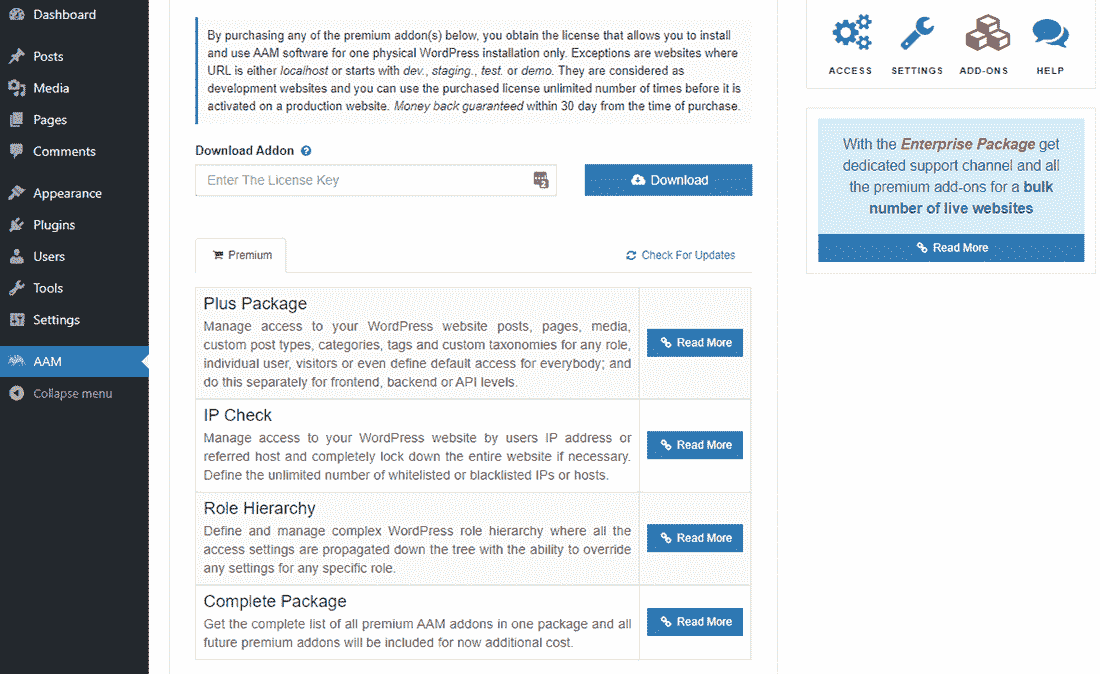 Dashboard
Posts
Media
Pages
Comments
Appearance
Plugins
Users
Tools
Settings
AAM
Collapse menu
By purchasing any of the premium addon(s) below, you obtain the license that allows you to install
and use AAM software for one physical WordPress installation only. Exceptions are websites where
URL is either localhost or starts with dev., staging., test. or demo. They are considered as
development websites and you can use the purchased license unlimited number of times before it is
activated on a production website. Money back guaranteed within 30 day from the time of purchase.
Download Addon ?
Enter The License Key 2
Download
Premium
Check For Updates
Plus Package
Manage access to your WordPress website posts, pages, media,
custom post types, categories, tags and custom taxonomies for any role,
individual user, visitors or even define default access for everybody; and
do this separately for frontend, backend or API levels.
Read More
IP Check
Manage access to your WordPress website by users IP address or
referred host and completely lock down the entire website if necessary.
Define the unlimited number of whitelisted or blacklisted IPs or hosts.
Read More
Role Hierarchy
Define and manage complex WordPress role hierarchy where all the
access settings are propagated down the tree with the ability to override
any settings for any specific role.
Read More
Complete Package
Get the complete list of all premium AAM addons in one package and all
future premium addons will be included for now additional cost.
Read More
ACCESS
SETTINGS
ADD-ONS
HELP
With the Enterprise Package get
dedicated support channel and all
the premium add-ons for a bulk
number of live websites
Read More